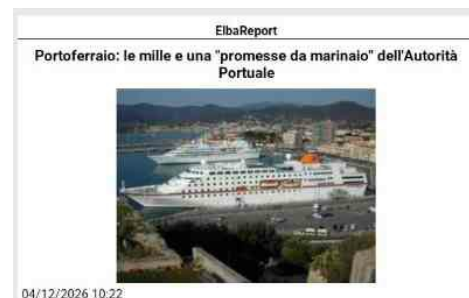 ElbaReport
Portoferraio: le mille e una "promesse da marinaio" dell'Autorità
Portuale
04/12/2026 10:22